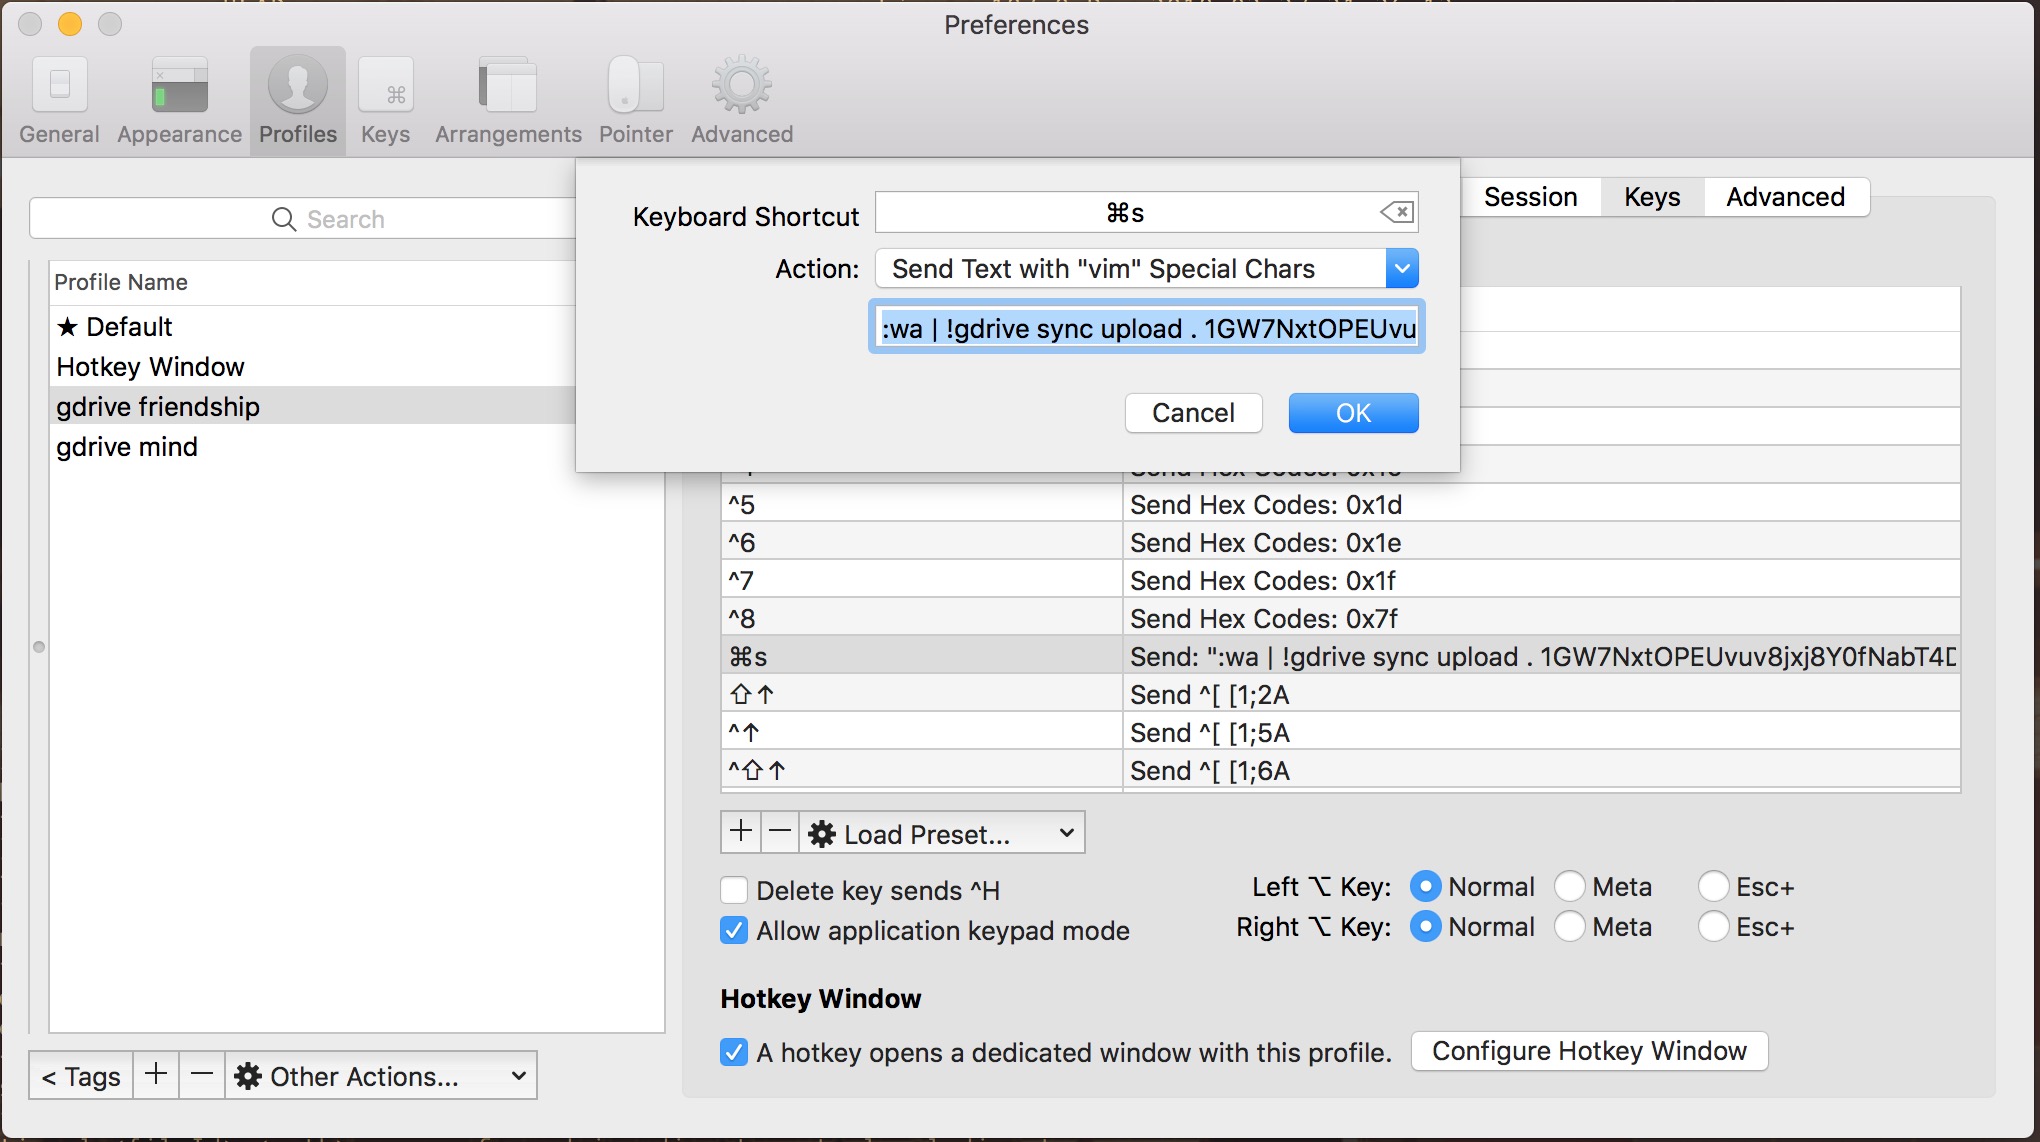 Preferences
General Appearance Profiles Keys Arrangements Pointer Advanced
Search
Profile Name
★ Default
Hotkey Window
gdrive friendship
gdrive mind
< Tags + − Other Actions...
Keyboard Shortcut ⌘s
Action: Send Text with "vim" Special Chars
:wa | !gdrive sync upload . 1GW7NxtOPEUvu
Cancel OK
Session Keys Advanced
^5 Send Hex Codes: 0x1d
^6 Send Hex Codes: 0x1e
^7 Send Hex Codes: 0x1f
^8 Send Hex Codes: 0x7f
⌘s Send: ":wa | !gdrive sync upload . 1GW7NxtOPEUvuv8jxj8Y0fNabT4D
⇧↑ Send ^[ [1;2A
^↑ Send ^[ [1;5A
^⇧↑ Send ^[ [1;6A
+ − Load Preset...
Delete key sends ^H
Allow application keypad mode
Left ⌥ Key: Normal Meta Esc+
Right ⌥ Key: Normal Meta Esc+
Hotkey Window
A hotkey opens a dedicated window with this profile. Configure Hotkey Window